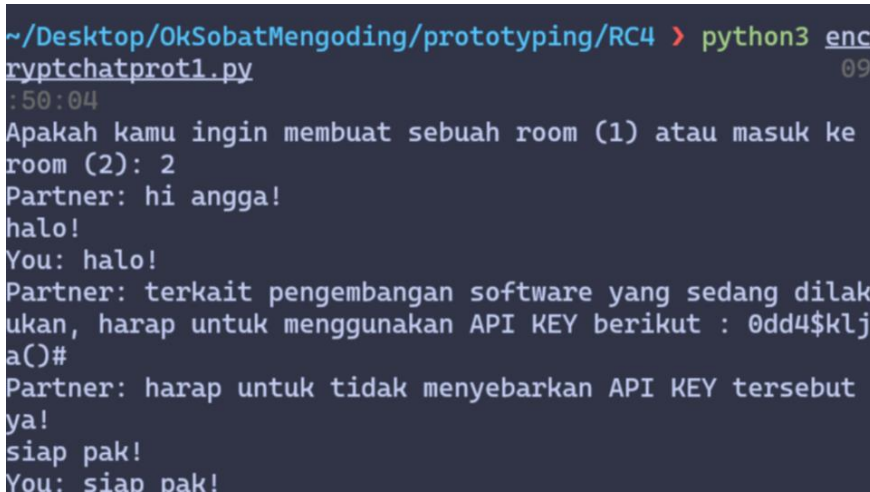 ~/Desktop/OkSobatMengoding/prototyping/RC4 ❯ python3 enc
ryptchatprot1.py 09
:50:04
Apakah kamu ingin membuat sebuah room (1) atau masuk ke
room (2): 2
Partner: hi angga!
halo!
You: halo!
Partner: terkait pengembangan software yang sedang dilak
ukan, harap untuk menggunakan API KEY berikut : 0dd4$klj
a()#
Partner: harap untuk tidak menyebarkan API KEY tersebut
ya!
siap pak!
You: siap pak!